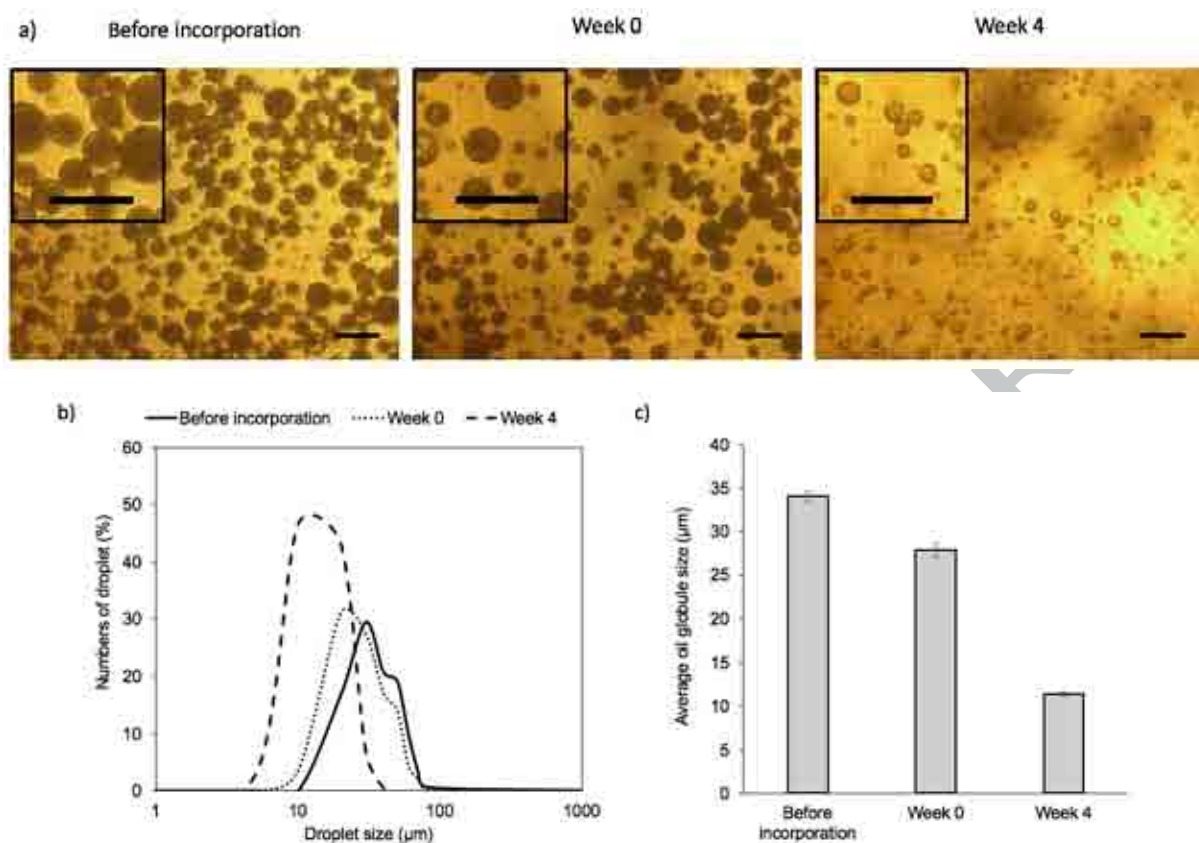 a)
Before incorporation
Week 0
Week 4
b)
Before incorporation
Week 0
Week 4
Numbers of droplet (%)
60
50
40
30
20
10
0
1
10
100
1000
Droplet size (µm)
c)
Average oil globule size (µm)
40
35
30
25
20
15
10
5
0
Before
incorporation
Week 0
Week 4